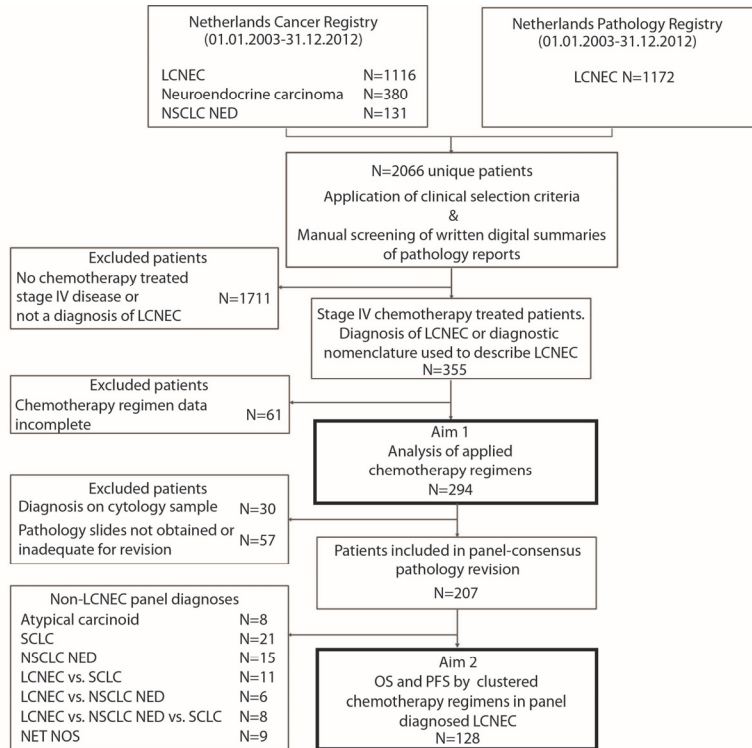 Netherlands Cancer Registry
(01.01.2003-31.12.2012)
LCNEC N=1116
Neuroendocrine carcinoma N=380
NSCLC NED N=131
Netherlands Pathology Registry
(01.01.2003-31.12.2012)
LCNEC N=1172
N=2066 unique patients
Application of clinical selection criteria
&
Manual screening of written digital summaries
of pathology reports
Excluded patients
No chemotherapy treated
stage IV disease or N=1711
not a diagnosis of LCNEC
Stage IV chemotherapy treated patients.
Diagnosis of LCNEC or diagnostic
nomenclature used to describe LCNEC
N=355
Excluded patients
Chemotherapy regimen data N=61
incomplete
Aim 1
Analysis of applied
chemotherapy regimens
N=294
Excluded patients
Diagnosis on cytology sample N=30
Pathology slides not obtained or N=57
inadequate for revision
Patients included in panel-consensus
pathology revision
N=207
Non-LCNEC panel diagnoses
Atypical carcinoid N=8
SCLC N=21
NSCLC NED N=15
LCNEC vs. SCLC N=11
LCNEC vs. NSCLC NED N=6
LCNEC vs. NSCLC NED vs. SCLC N=8
NET NOS N=9
Aim 2
OS and PFS by clustered
chemotherapy regimens in panel
diagnosed LCNEC
N=128